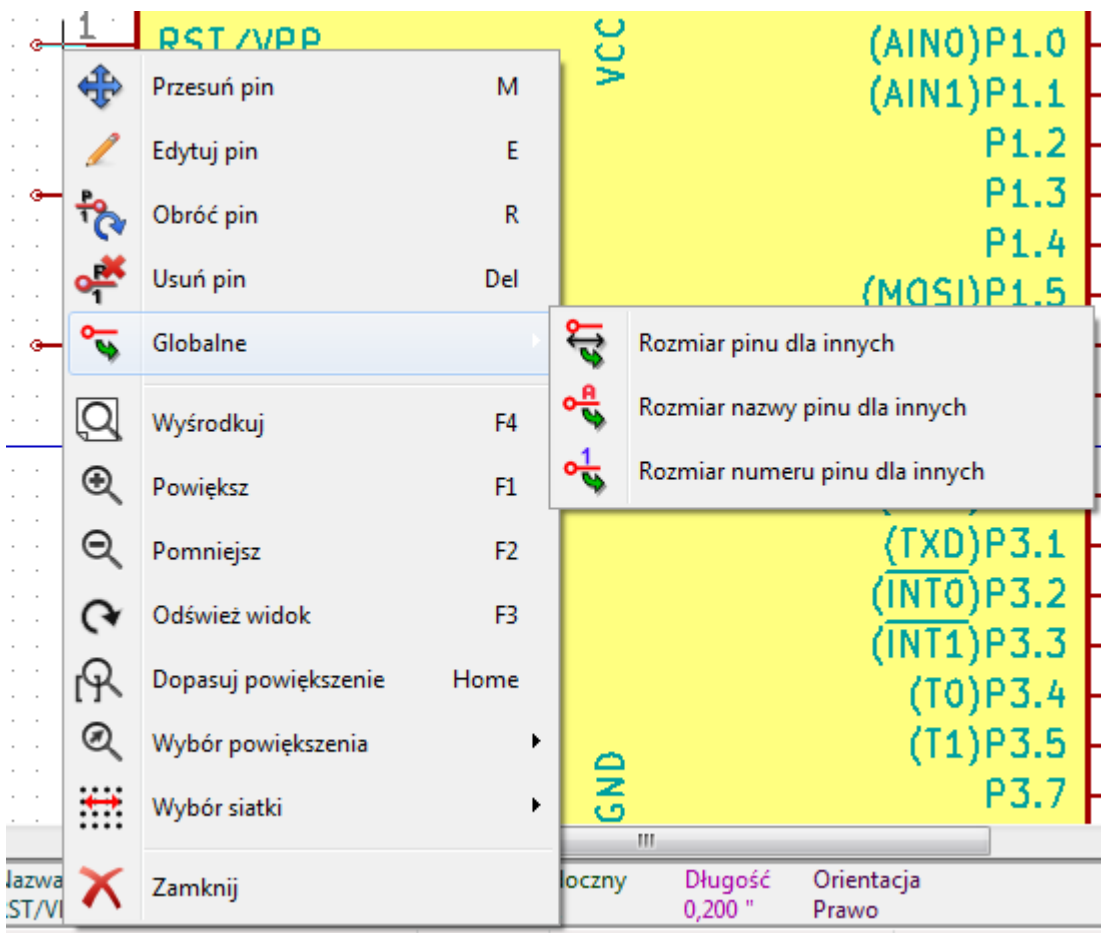 1
RST/VPP
VCC
(AIN0)P1.0
(AIN1)P1.1
P1.2
P1.3
P1.4
(MOSI)P1.5
Przesuń pin M
Edytuj pin E
Obróć pin R
Usuń pin Del
Globalne
Rozmiar pinu dla innych
Rozmiar nazwy pinu dla innych
Rozmiar numeru pinu dla innych
Wyśrodkuj F4
Powiększ F1
Pomniejsz F2
Odśwież widok F3
Dopasuj powiększenie Home
Wybór powiększenia
Wybór siatki
Zamknij
(TXD)P3.1
(INT0)P3.2
(INT1)P3.3
(T0)P3.4
(T1)P3.5
P3.7
GND
Długość Orientacja
0,200 " Prawo